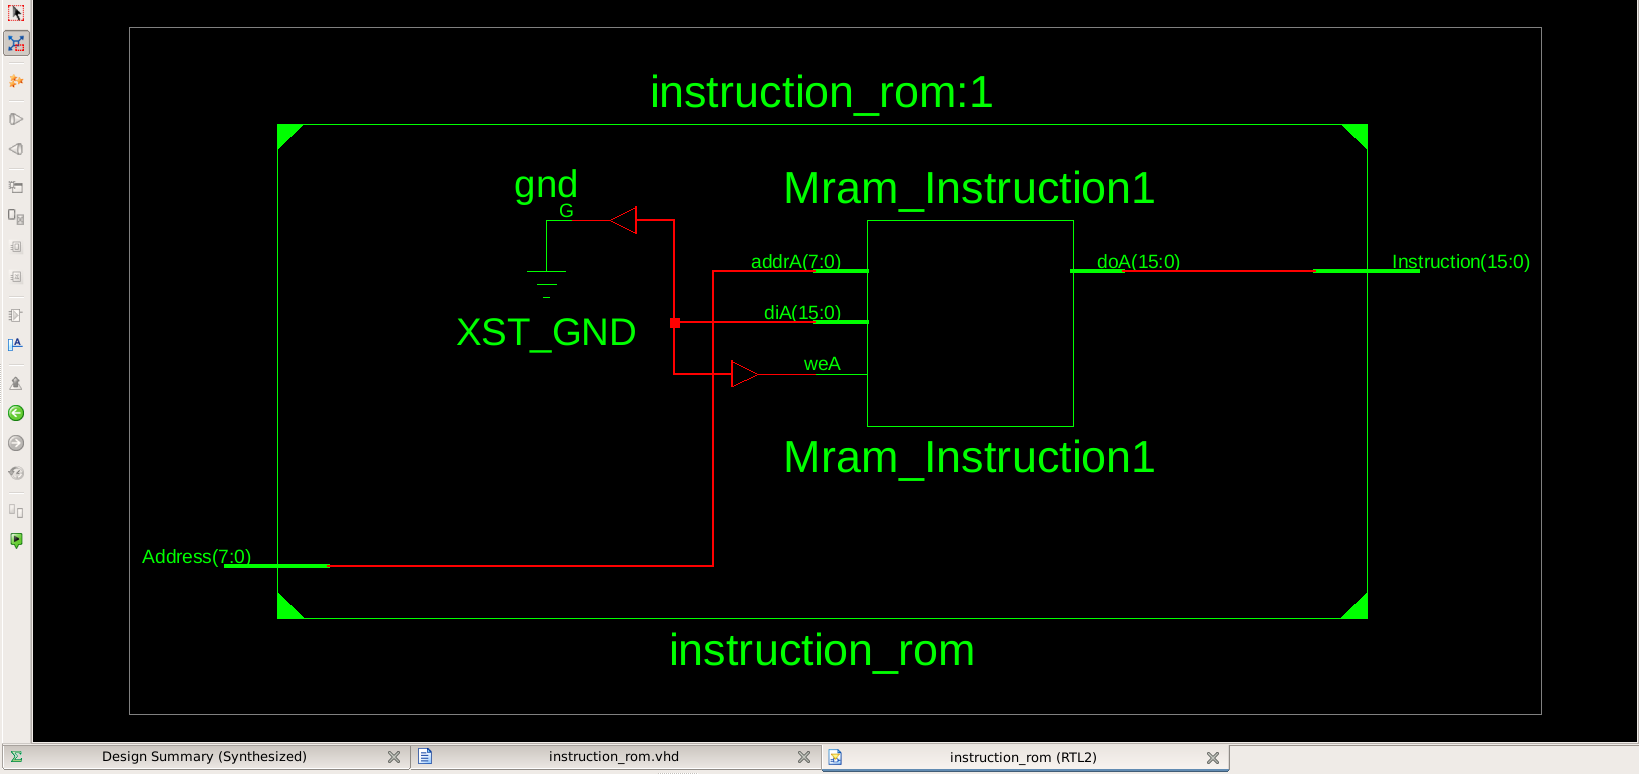 instruction_rom:1
gnd
G
Mram_Instruction1
addrA(7:0)
doA(15:0)
Instruction(15:0)
diA(15:0)
XST_GND
weA
Mram_Instruction1
Address(7:0)
instruction_rom
Design Summary (Synthesized)
instruction_rom.vhd
instruction_rom (RTL2)